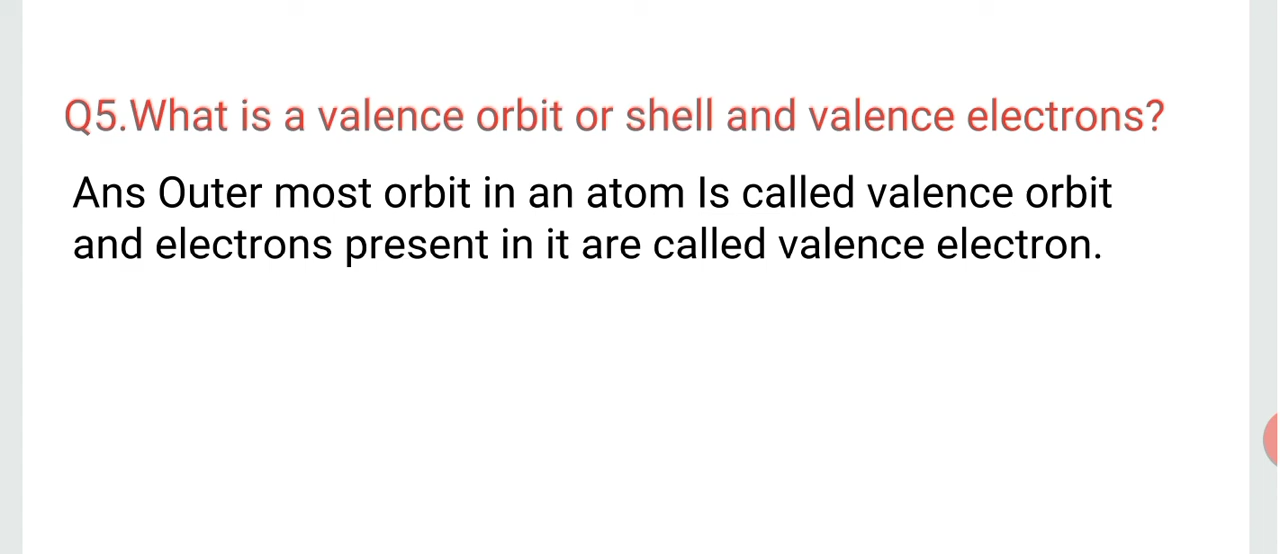 Q5.What is a valence orbit or shell and valence electrons?
Ans Outer most orbit in an atom Is called valence orbit
and electrons present in it are called valence electron.